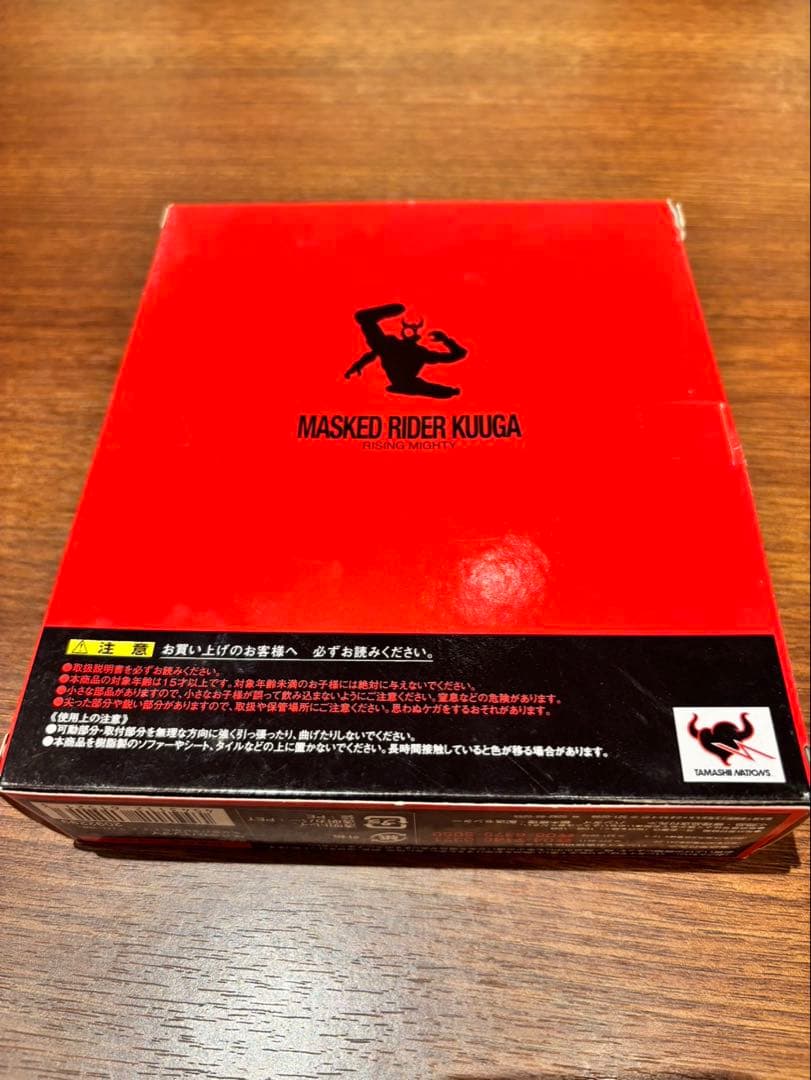 MASKED RIDER KUUGA
RISING MIGHTY
注 意 お買い上げのお客様へ 必ずお読みください。
●取扱説明書を必ずお読みください。
●本商品の対象年齢は15才以上です。対象年齢未満のお子様には絶対に与えないでください。
●小さな部品がありますので、小さなお子様が誤って飲み込まないようにご注意ください。窒息などの危険があります。
●尖った部分や鋭い部分がありますので、取扱や保管場所にご注意ください。思わぬケガをするおそれがあります。
《使用上の注意》
●可動部分・取付部分を無理な方向に強く引っ張ったり、曲げたりしないでください。
●本商品を樹脂製のソファーやシート、タイルなどの上に置かないでください。長時間接触していると色が移る場合があります。
TAMASHII NATIONS